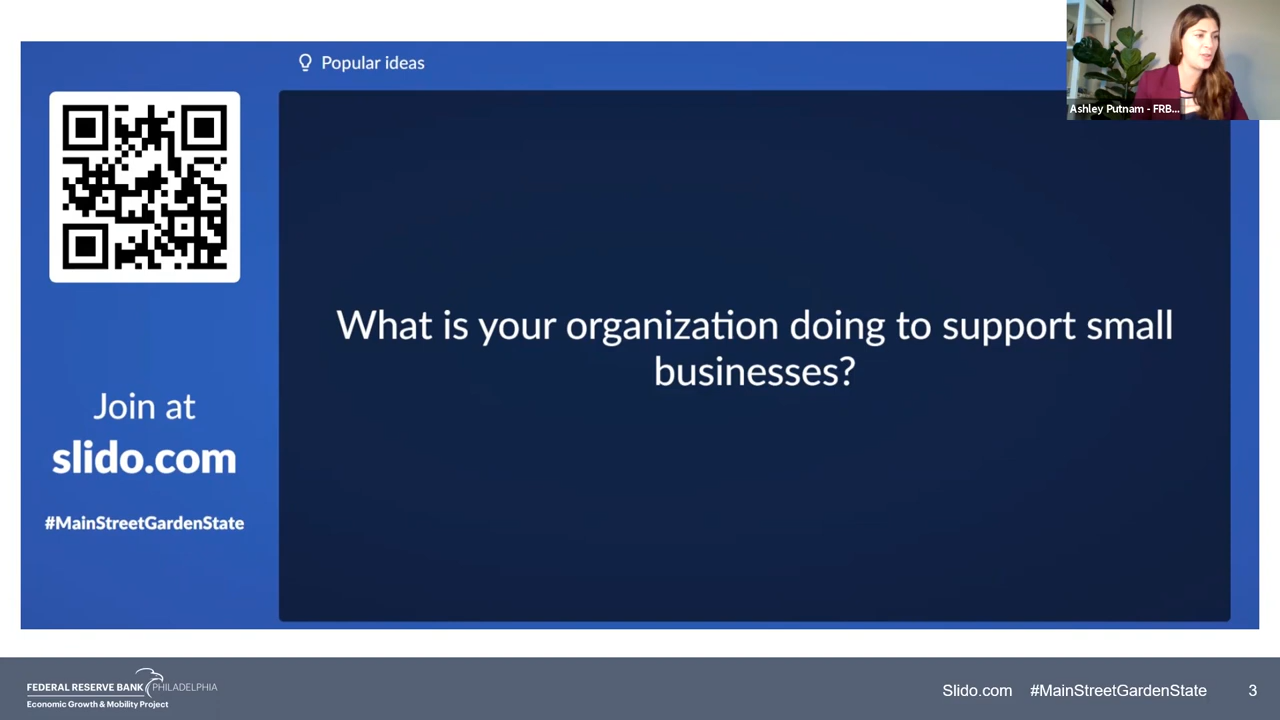 Popular ideas
Ashley Putnam - FRB...
What is your organization doing to support small
businesses?
Join at
slido.com
#MainStreetGardenState
FEDERAL RESERVE BANK PHILADELPHIA
Economic Growth & Mobility Project
Slido.com #MainStreetGardenState 3